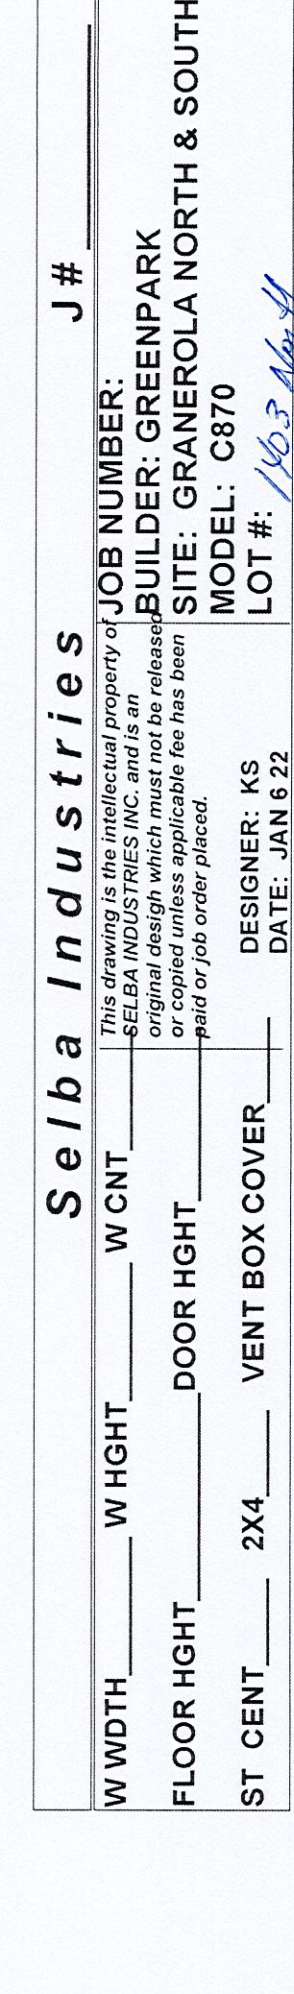 Selba Industries J#
W WDTH W HGHT W CNT
FLOOR HGHT DOOR HGHT
ST CENT 2X4 VENT BOX COVER
This drawing is the intellectual property of
SELBA INDUSTRIES INC. and is an
original desigh which must not be released
or copied unless applicable fee has been
paid or job order placed.
DESIGNER: KS
DATE: JAN 6 22
JOB NUMBER:
BUILDER: GREENPARK
SITE: GRANEROLA NORTH & SOUTH
MODEL: C870
LOT #: 1403 North